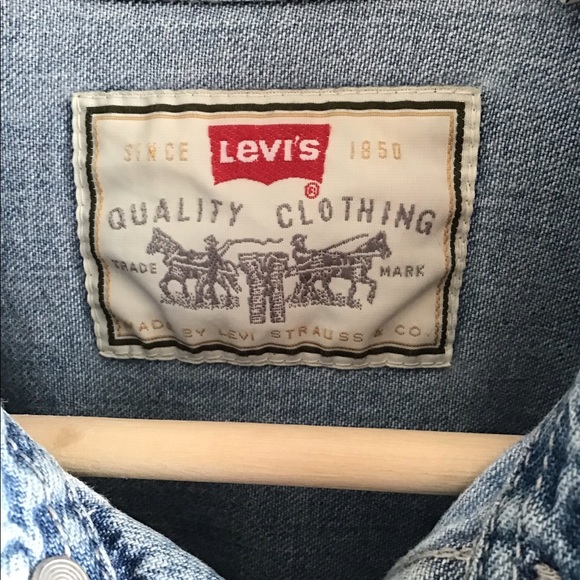 SINCE LEVI'S 1850
®
QUALITY CLOTHING
TRADE MARK
MADE BY LEVI STRAUSS & CO.